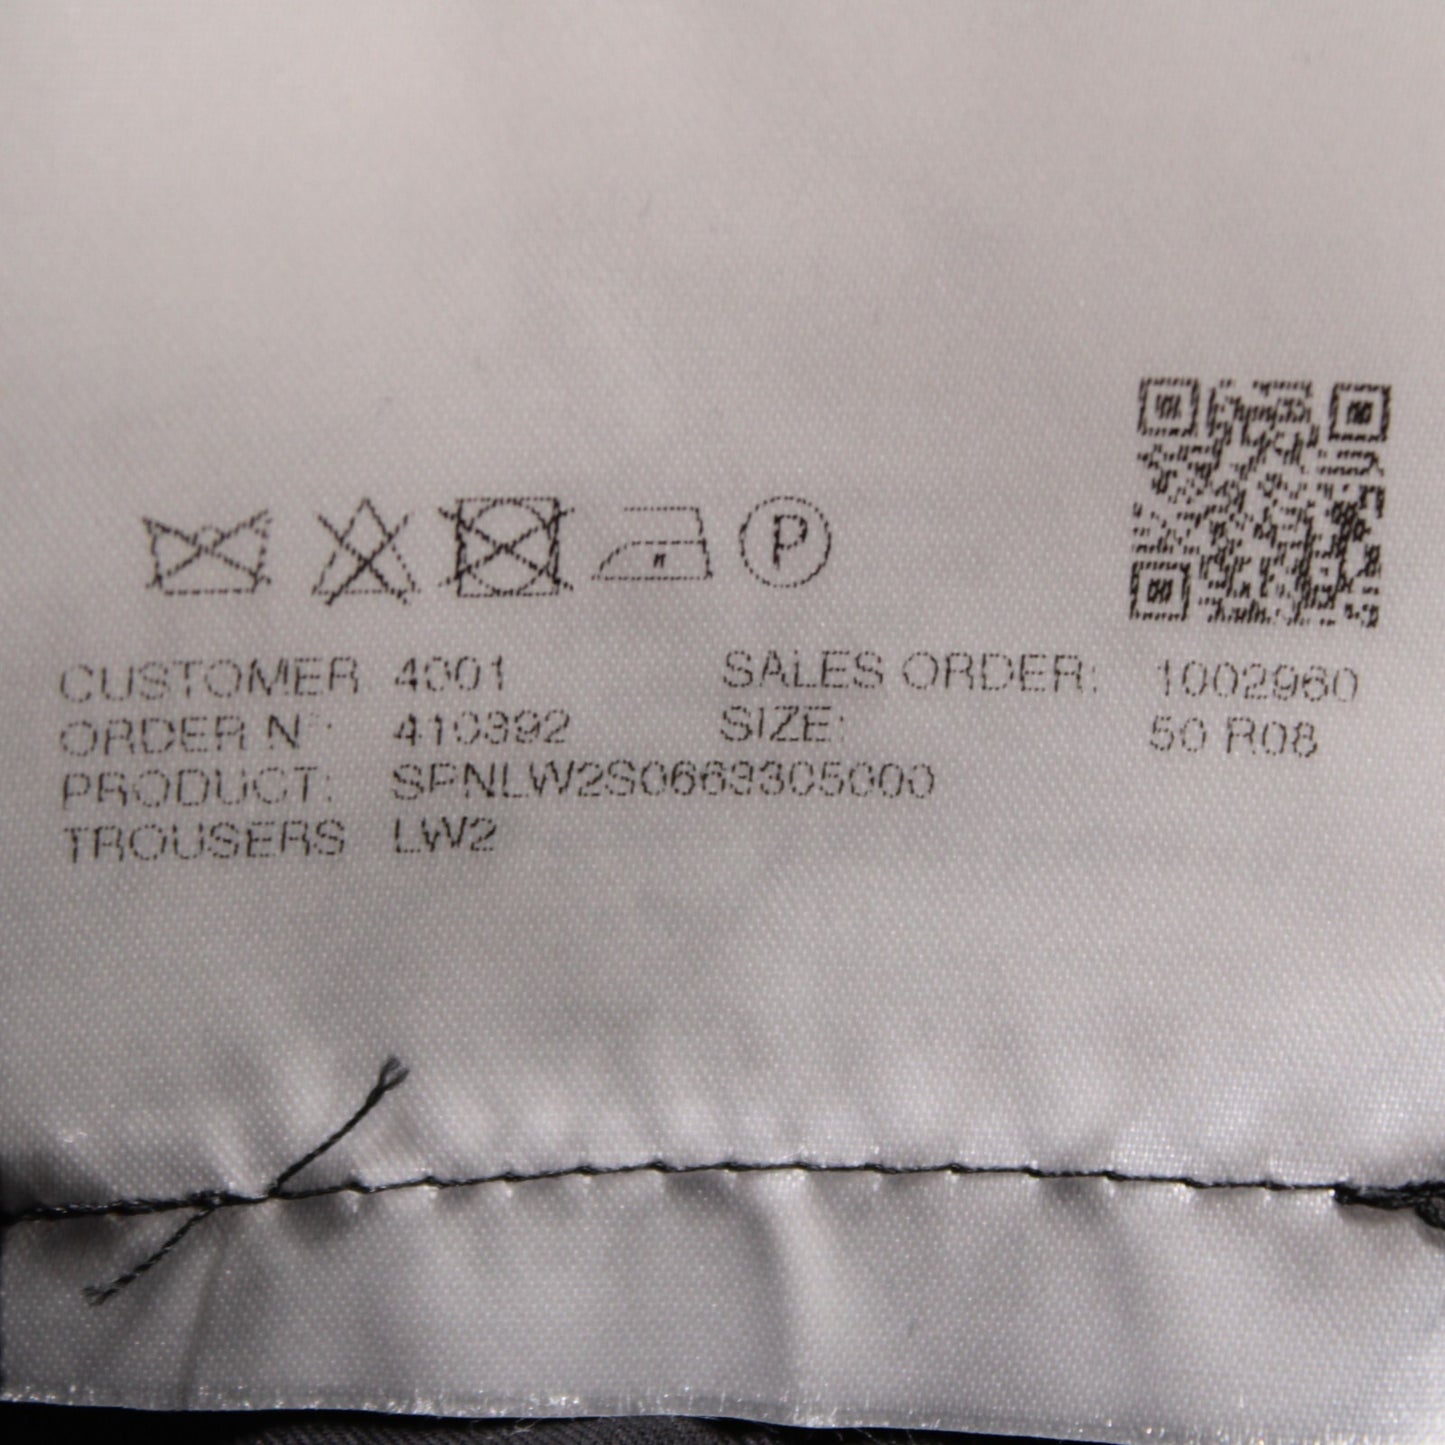 P
CUSTOMER 4001 SALES ORDER: 1002960
ORDER N°: 410392 SIZE: 50 R08
PRODUCT: SPNLW2S0669305000
TROUSERS LW2